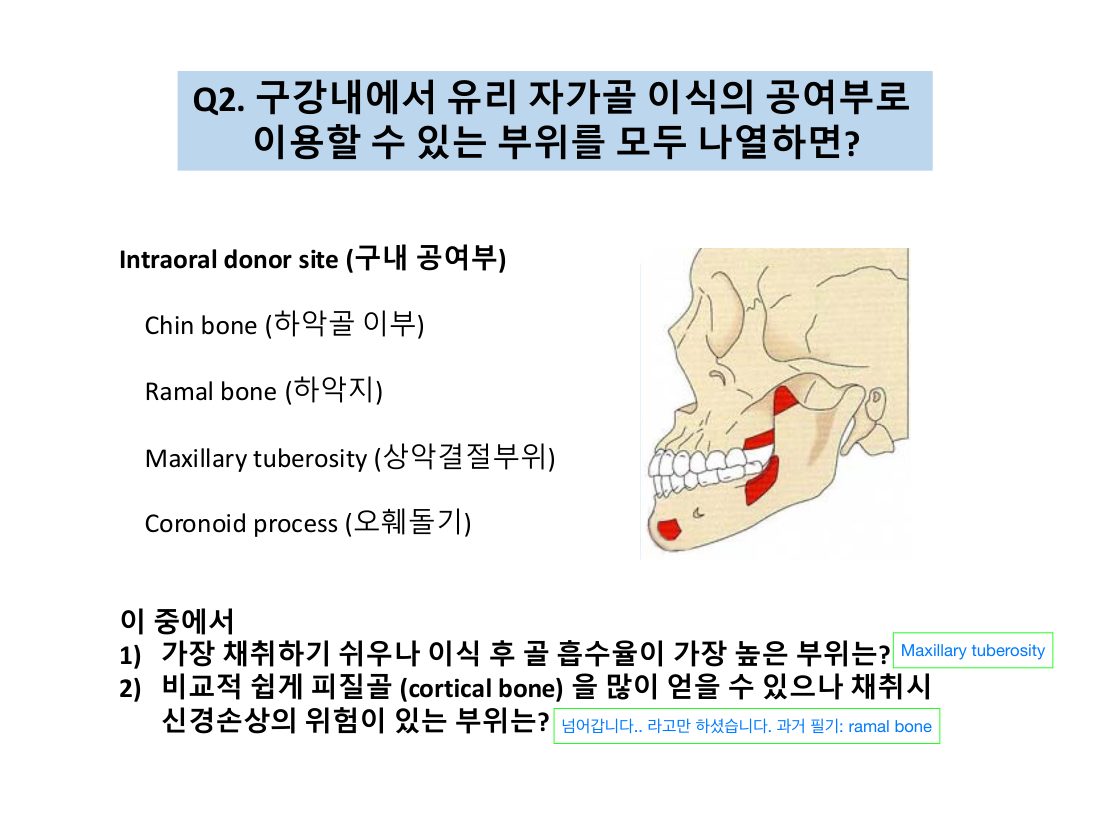 Q2. 구강내에서 유리 자가골 이식의 공여부로
이용할 수 있는 부위를 모두 나열하면?
Intraoral donor site (구내 공여부)
Chin bone (하악골 이부)
Ramal bone (하악지)
Maxillary tuberosity (상악결절부위)
Coronoid process (오훼돌기)
이 중에서
1) 가장 채취하기 쉬우나 이식 후 골 흡수율이 가장 높은 부위는? Maxillary tuberosity
2) 비교적 쉽게 피질골 (cortical bone) 을 많이 얻을 수 있으나 채취시
신경손상의 위험이 있는 부위는? 넘어갑니다.. 라고만 하셨습니다. 과거 필기: ramal bone